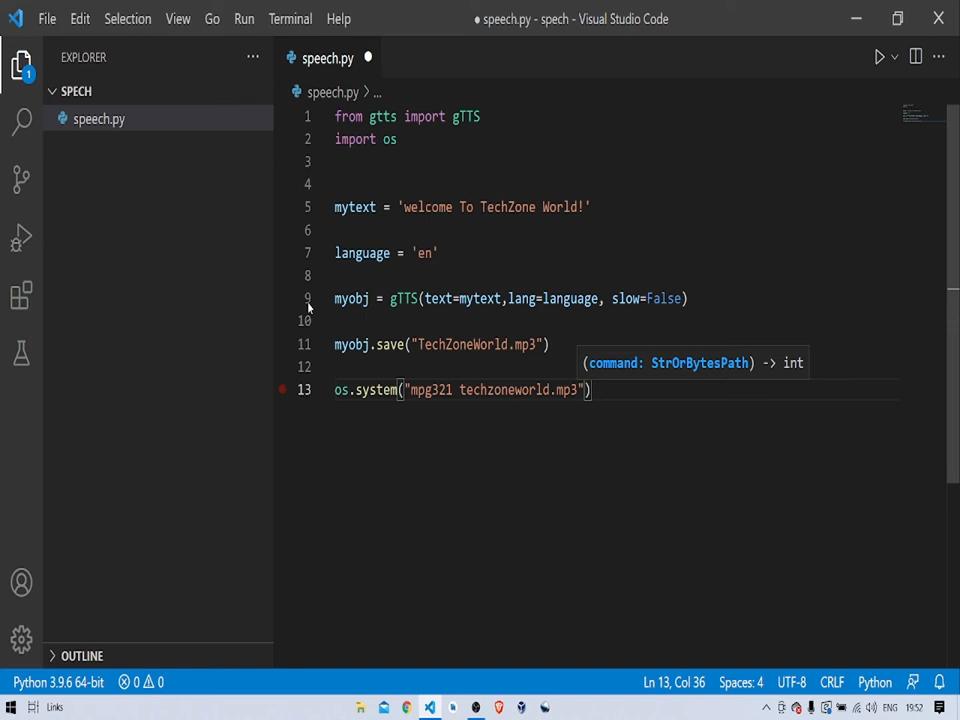 File Edit Selection View Go Run Terminal Help ● speech.py - spech - Visual Studio Code
EXPLORER
SPECH
speech.py
1
speech.py
speech.py > ...
1 from gtts import gTTS
2 import os
3
4
5 mytext = 'welcome To TechZone World!'
6
7 language = 'en'
8
9 myobj = gTTS(text=mytext,lang=language, slow=False)
10
11 myobj.save("TechZoneWorld.mp3")
(command: StrOrBytesPath) -> int
12
13 os.system("mpg321 techzoneworld.mp3")
OUTLINE
Python 3.9.6 64-bit 0 0 Ln 13, Col 36 Spaces: 4 UTF-8 CRLF Python
Links ENG 19:52